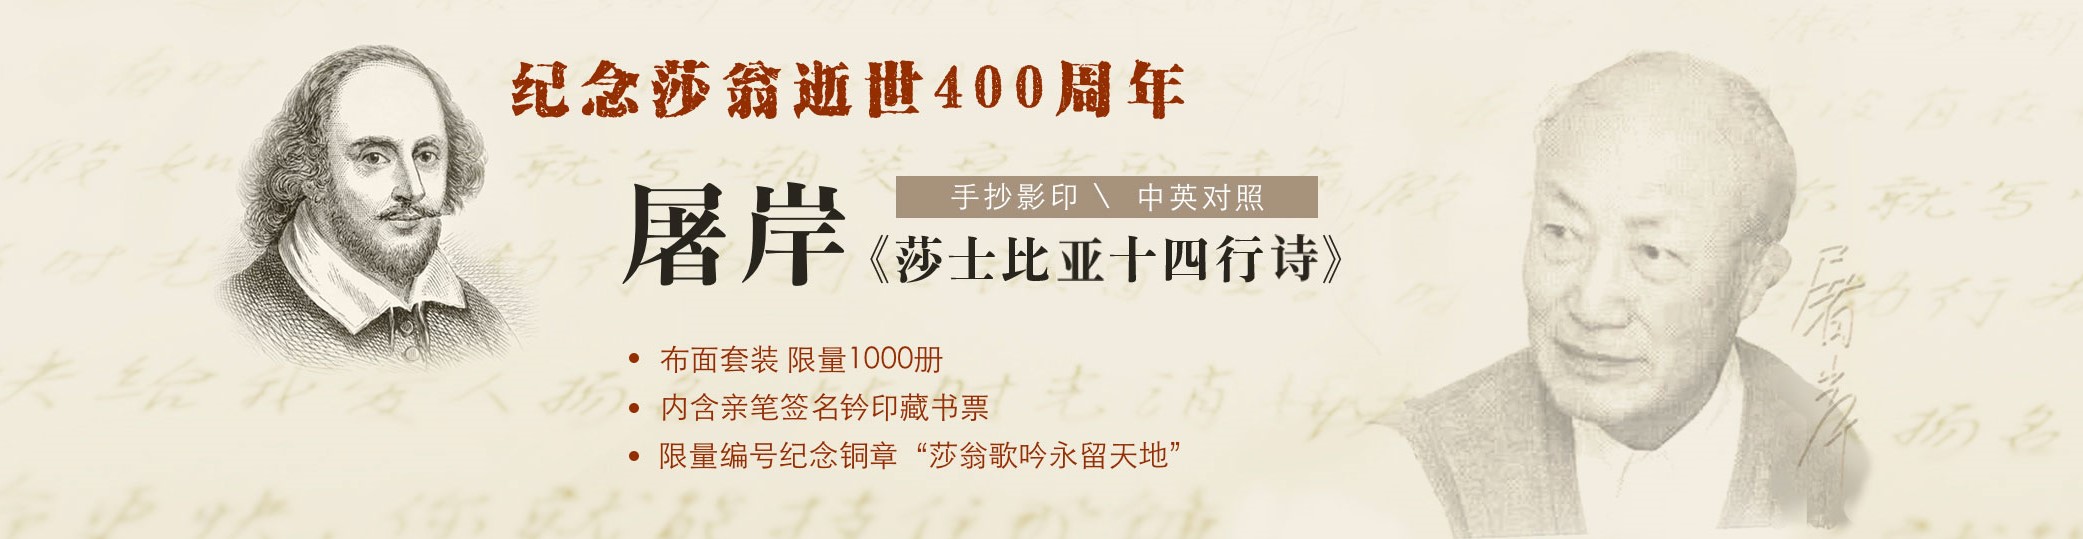 纪念莎翁逝世400周年
手抄影印 \ 中英对照
屠岸《莎士比亚十四行诗》
• 布面套装 限量1000册
• 内含亲笔签名钤印藏书票
• 限量编号纪念铜章“莎翁歌吟永留天地”
屠岸